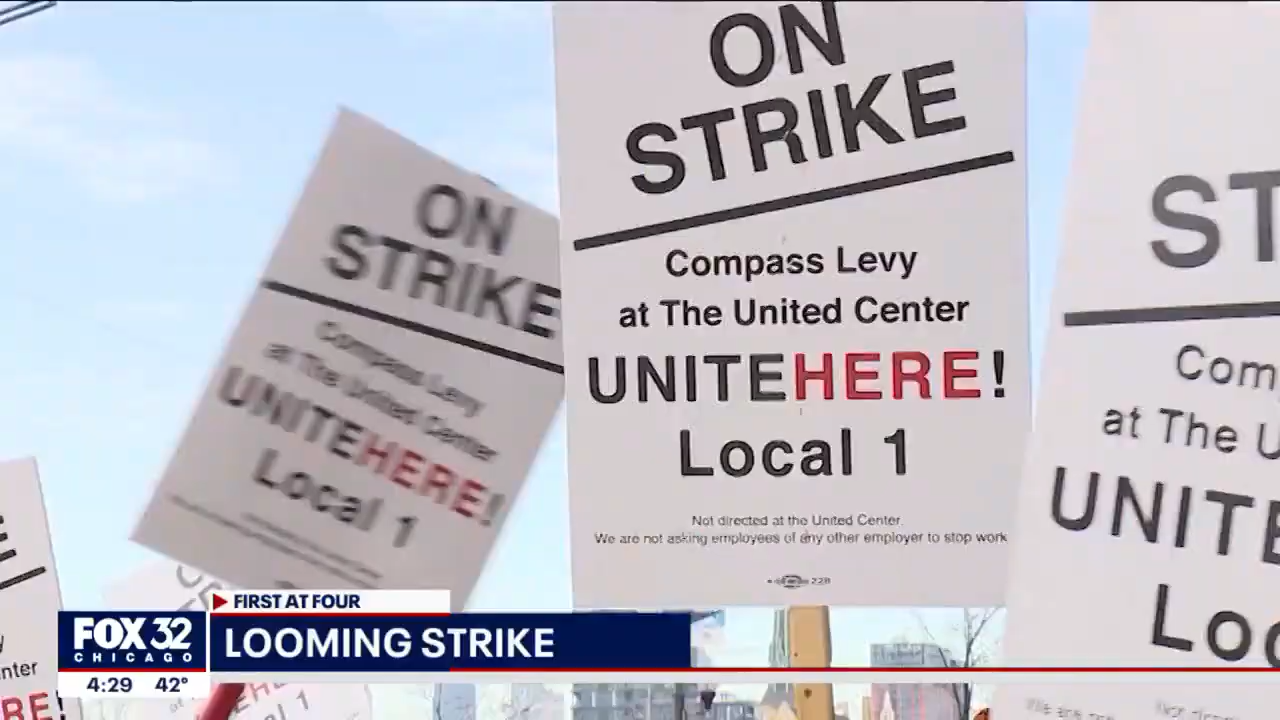 ON
STRIKE
Compass Levy
at The United Center
UNITEHERE!
Local 1
Not directed at the United Center.
We are not asking employees of any other employer to stop work
228
ON
STRIKE
Compass Levy
at The United Center
UNITEHERE!
Local 1
ST
Com
at The U
UNITE
Loc
nter
RE!
FIRST AT FOUR
FOX 32
CHICAGO
LOOMING STRIKE
4:29 42°